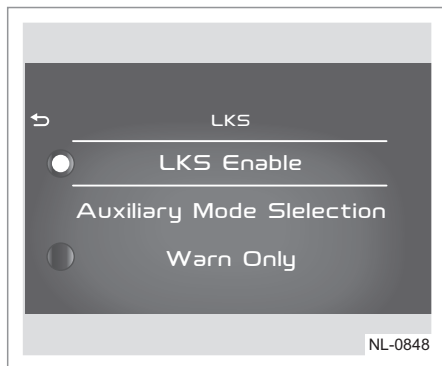 LKS
LKS Enable
Auxiliary Mode Slelection
Warn Only
NL-0848